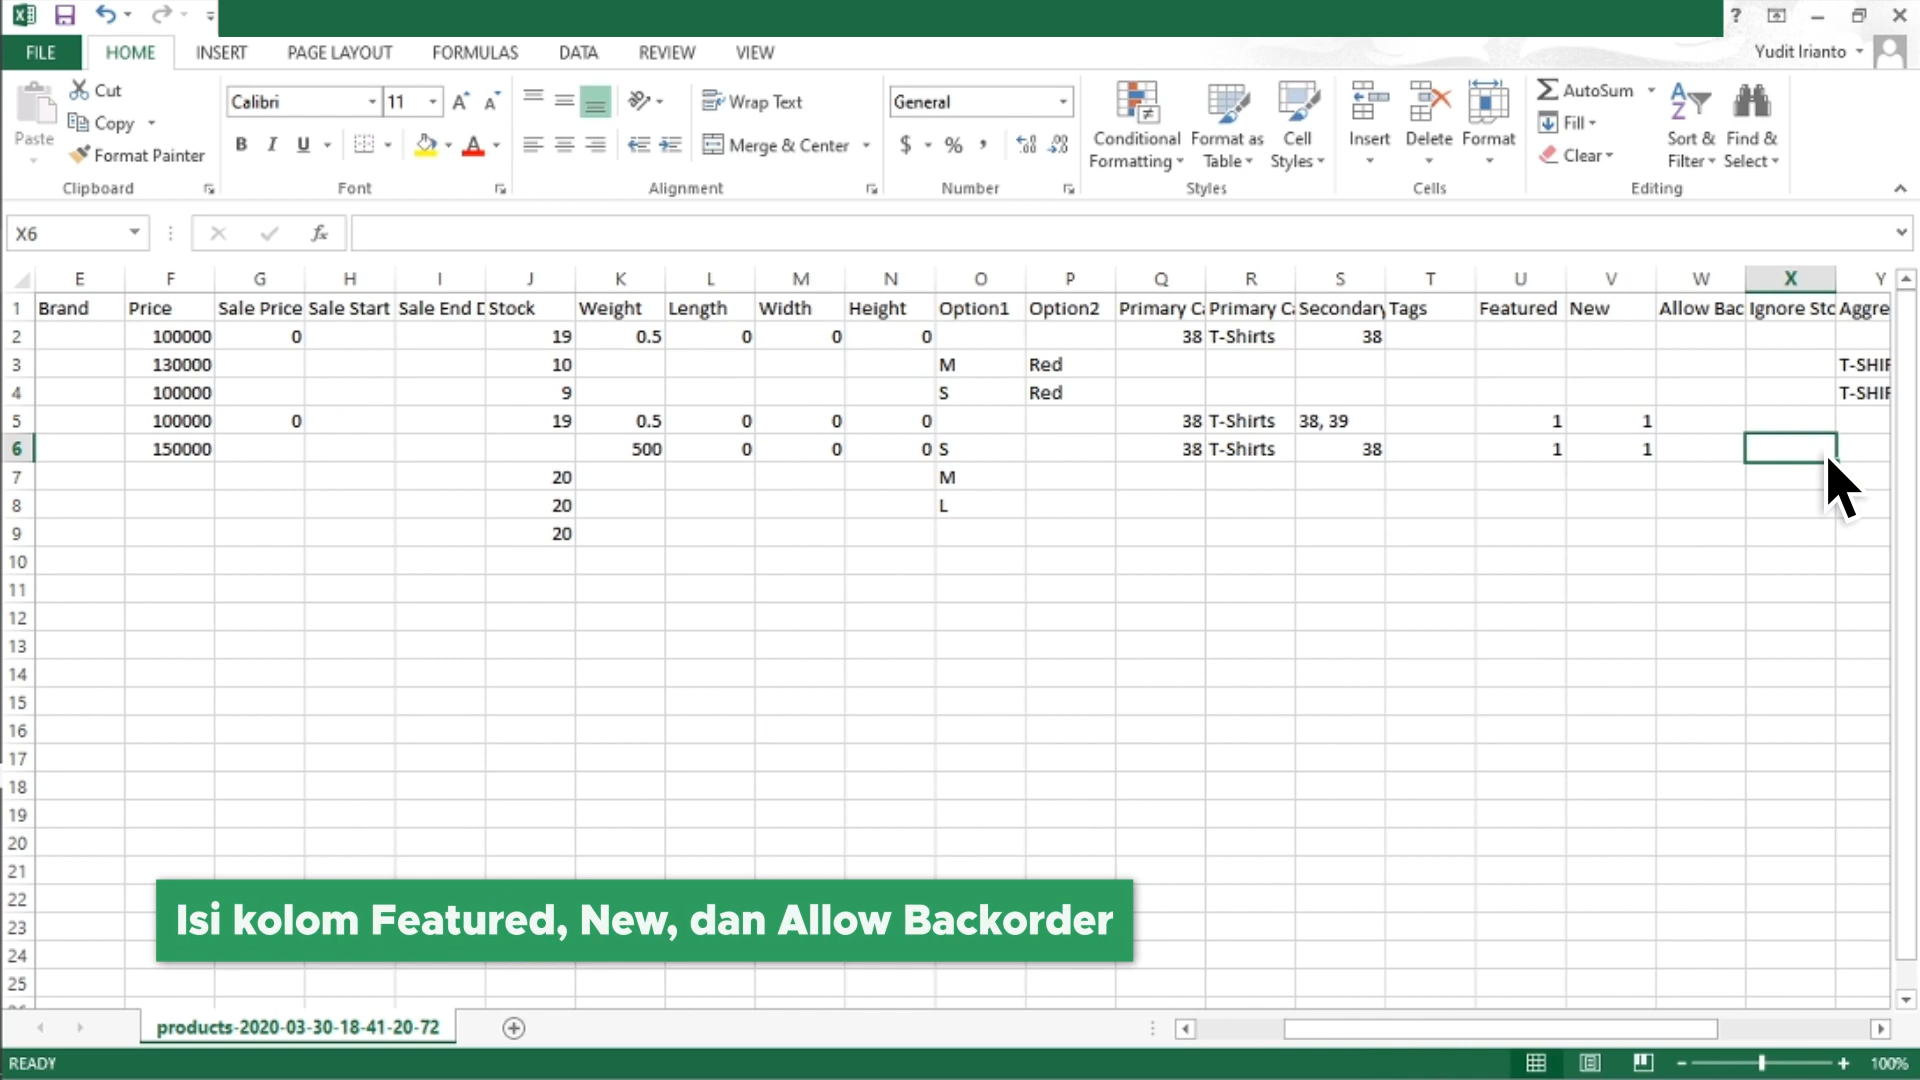 Yudit Irianto
FILE HOME INSERT PAGE LAYOUT FORMULAS DATA REVIEW VIEW
Paste Cut Copy Format Painter
Calibri 11
Wrap Text
Merge & Center
General
$ % ,
Conditional Formatting Format as Table Cell Styles
Insert Delete Format
AutoSum Fill Clear
Sort & Filter Find & Select
Clipboard Font Alignment Number Styles Cells Editing
X6 fx
E F G H I J K L M N O P Q R S T U V W X Y
1 Brand Price Sale Price Sale Start Sale End D Stock Weight Length Width Height Option1 Option2 Primary Ca Primary Ca Secondary Tags Featured New Allow Bac Ignore Sto Aggre
2 100000 0 19 0.5 0 0 0 38 T-Shirts 38
3 130000 10 M Red T-SHIR
4 100000 9 S Red T-SHIR
5 100000 0 19 0.5 0 0 0 38 T-Shirts 38, 39 1 1
6 150000 500 0 0 0 S 38 T-Shirts 38 1 1
7 20 M
8 20 L
9 20
10
11
12
13
14
15
16
17
18
19
20
21
22
23
24
25
Isi kolom Featured, New, dan Allow Backorder
products-2020-03-30-18-41-20-72
READY 100%